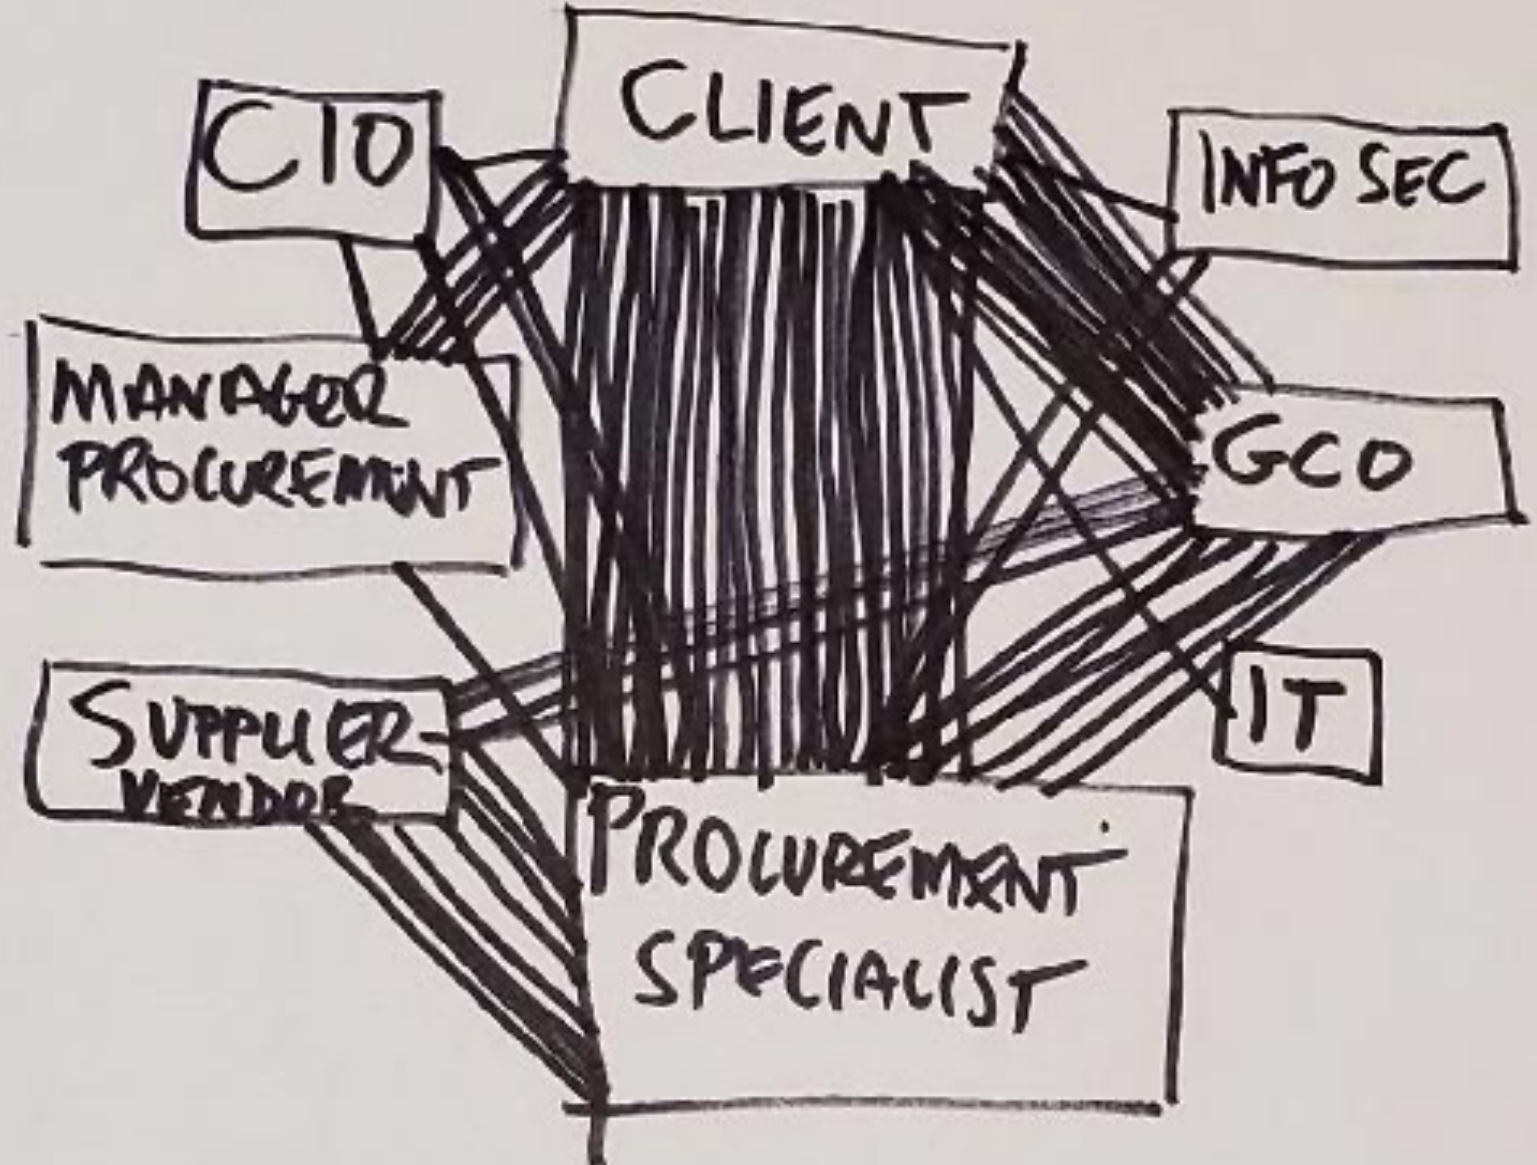 CLIENT
CIO
INFO SEC
MANAGER
PROCUREMENT
GCO
SUPPLIER
VENDOR
IT
PROCUREMENT
SPECIALIST